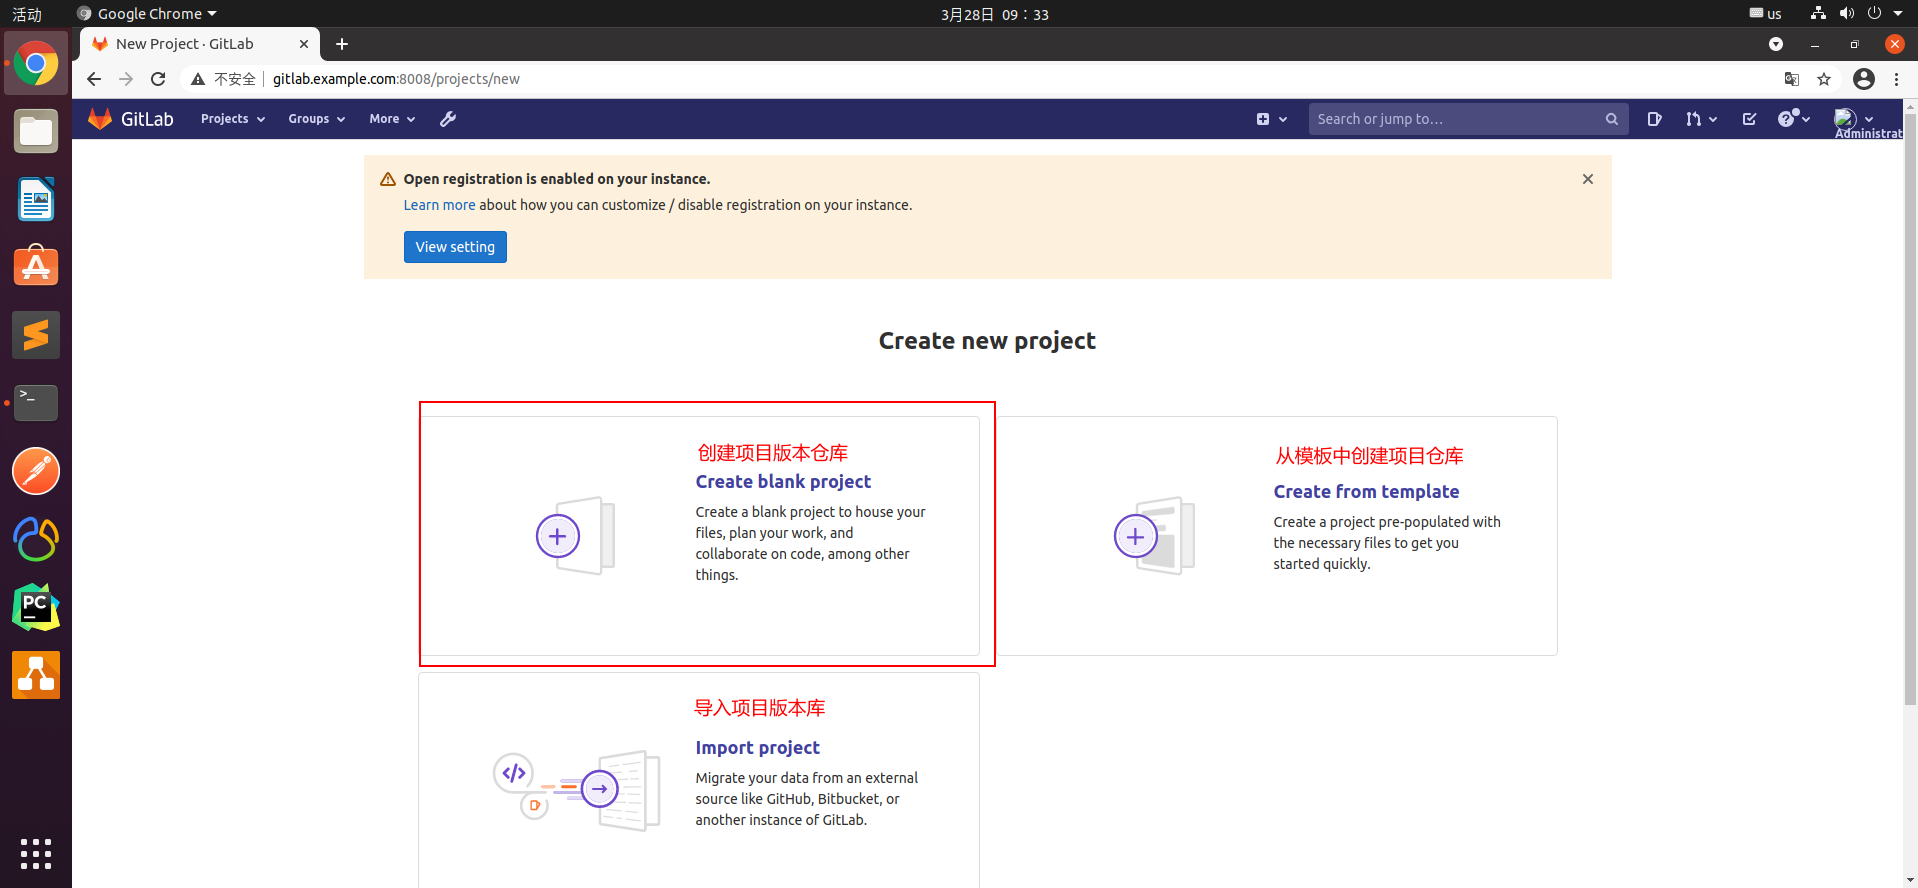 活动
Google Chrome
3月28日 09：33
us
New Project · GitLab
不安全
gitlab.example.com:8008/projects/new
GitLab
Projects
Groups
More
Search or jump to…
Administrat
Open registration is enabled on your instance.
Learn more about how you can customize / disable registration on your instance.
View setting
Create new project
创建项目版本仓库
Create blank project
Create a blank project to house your
files, plan your work, and
collaborate on code, among other
things.
从模板中创建项目仓库
Create from template
Create a project pre-populated with
the necessary files to get you
started quickly.
导入项目版本库
Import project
Migrate your data from an external
source like GitHub, Bitbucket, or
another instance of GitLab.
PC